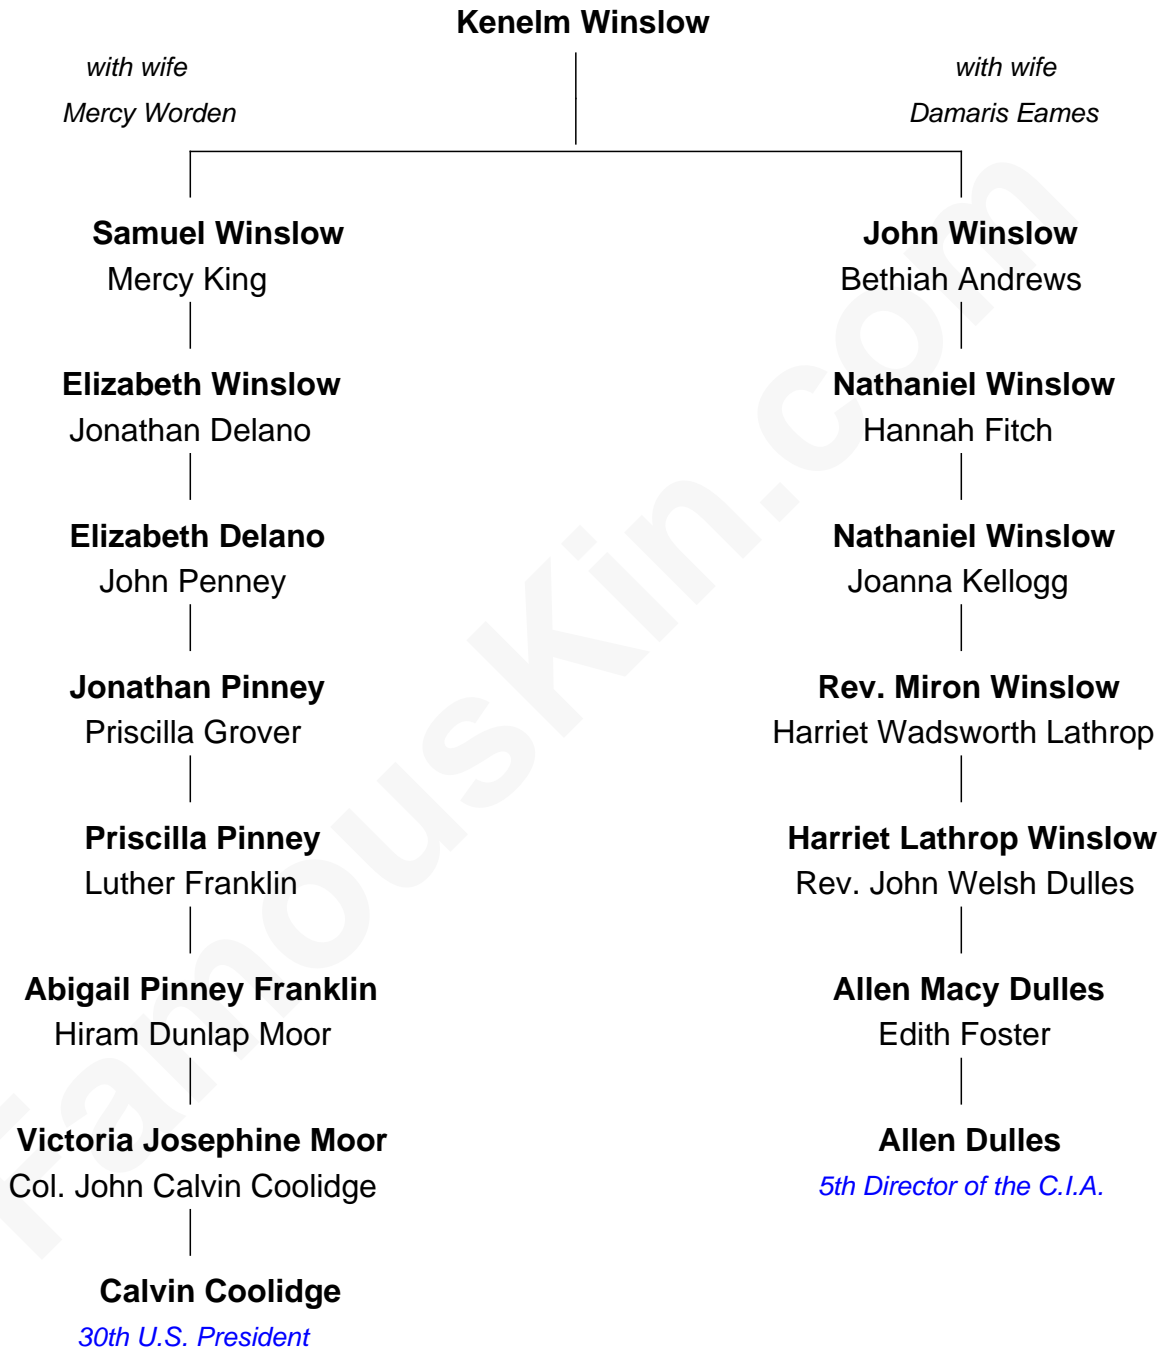 Kenelm Winslow
with wife
Mercy Worden
with wife
Damaris Eames
Samuel Winslow
Mercy King
Elizabeth Winslow
Jonathan Delano
Elizabeth Delano
John Penney
Jonathan Pinney
Priscilla Grover
Priscilla Pinney
Luther Franklin
Abigail Pinney Franklin
Hiram Dunlap Moor
Victoria Josephine Moor
Col. John Calvin Coolidge
Calvin Coolidge
30th U.S. President
John Winslow
Bethiah Andrews
Nathaniel Winslow
Hannah Fitch
Nathaniel Winslow
Joanna Kellogg
Rev. Miron Winslow
Harriet Wadsworth Lathrop
Harriet Lathrop Winslow
Rev. John Welsh Dulles
Allen Macy Dulles
Edith Foster
Allen Dulles
5th Director of the C.I.A.
FamousKin.com